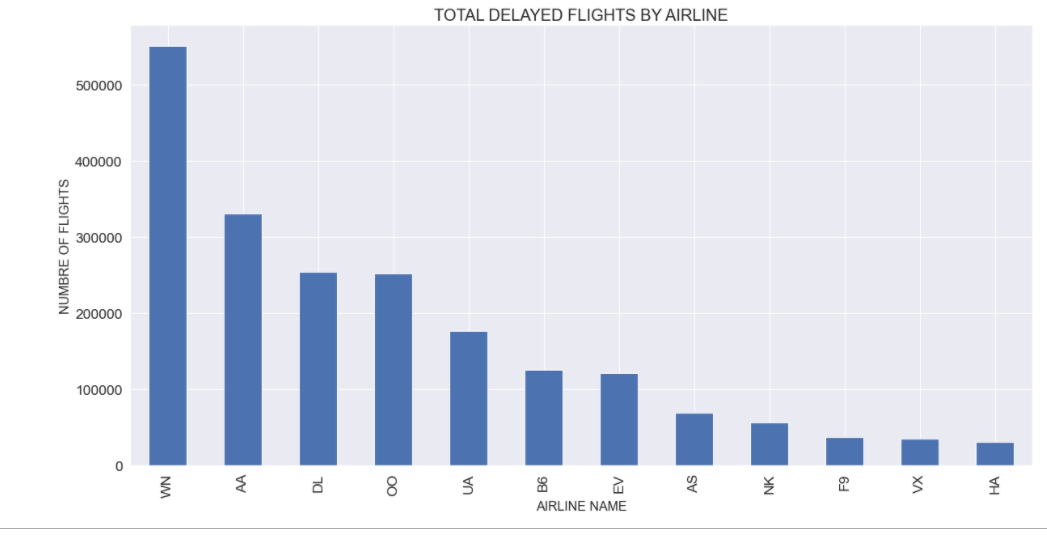 TOTAL DELAYED FLIGHTS BY AIRLINE
NUMBRE OF FLIGHTS
500000
400000
300000
200000
100000
0
WN
AA
DL
OO
UA
B6
EV
AS
NK
F9
VX
HA
AIRLINE NAME